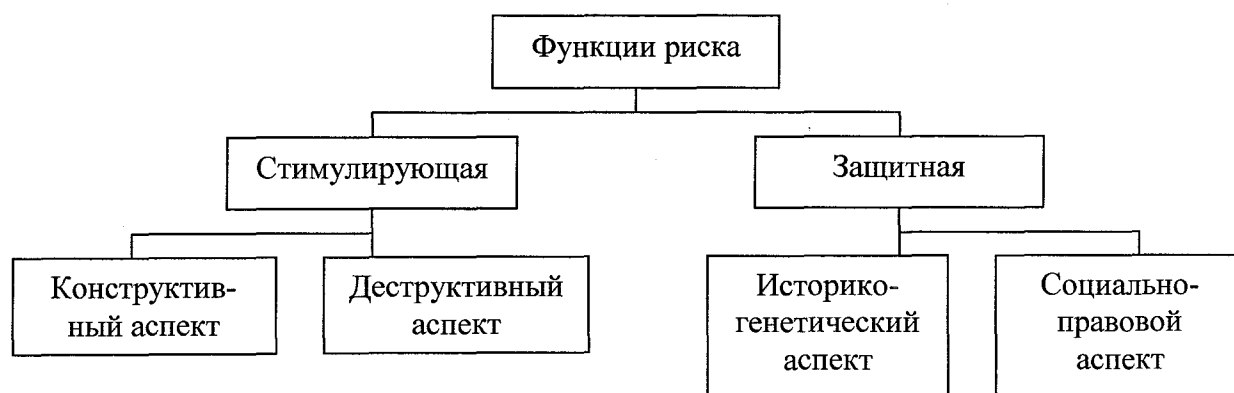 Функции риска
Стимулирующая
Защитная
Конструктив-
ный аспект
Деструктивный
аспект
Историко-
генетический
аспект
Социально-
правовой
аспект